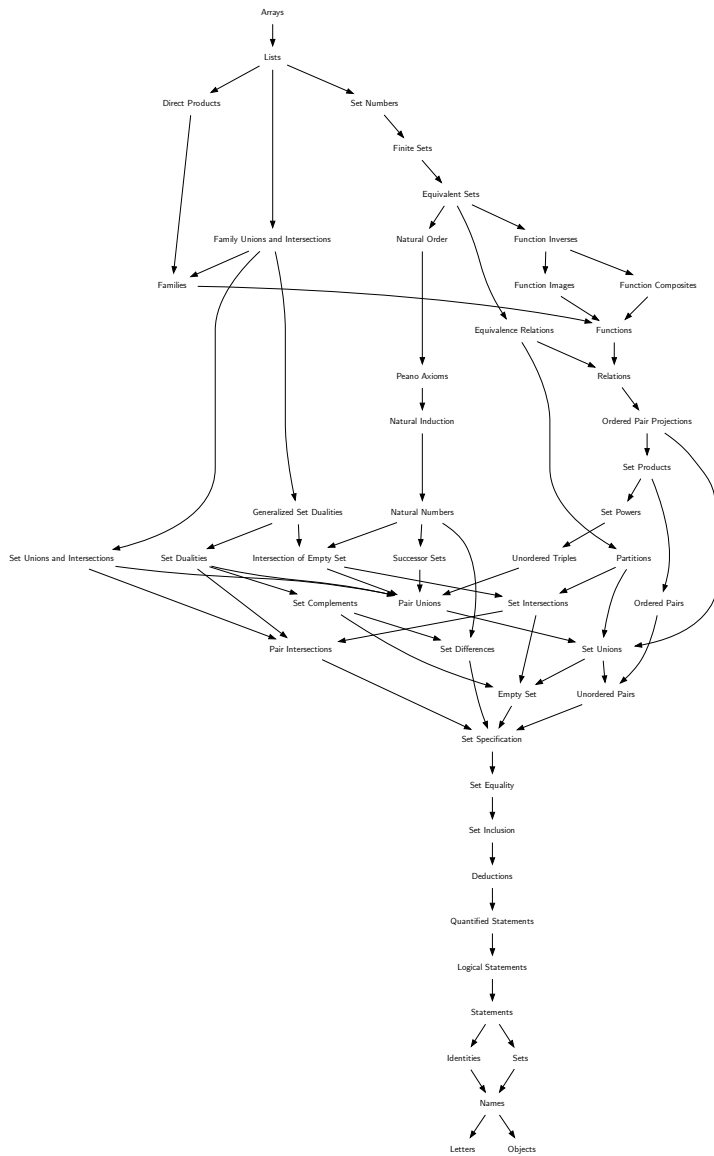 Arrays
Lists
Direct Products
Set Numbers
Finite Sets
Equivalent Sets
Family Unions and Intersections
Natural Order
Function Inverses
Families
Function Images
Function Composites
Equivalence Relations
Functions
Peano Axioms
Relations
Natural Induction
Ordered Pair Projections
Set Products
Generalized Set Dualities
Natural Numbers
Set Powers
Set Unions and Intersections
Set Dualities
Intersection of Empty Set
Successor Sets
Unordered Triples
Partitions
Set Complements
Pair Unions
Set Intersections
Ordered Pairs
Pair Intersections
Set Differences
Set Unions
Empty Set
Unordered Pairs
Set Specification
Set Equality
Set Inclusion
Deductions
Quantified Statements
Logical Statements
Statements
Identities
Sets
Names
Letters
Objects